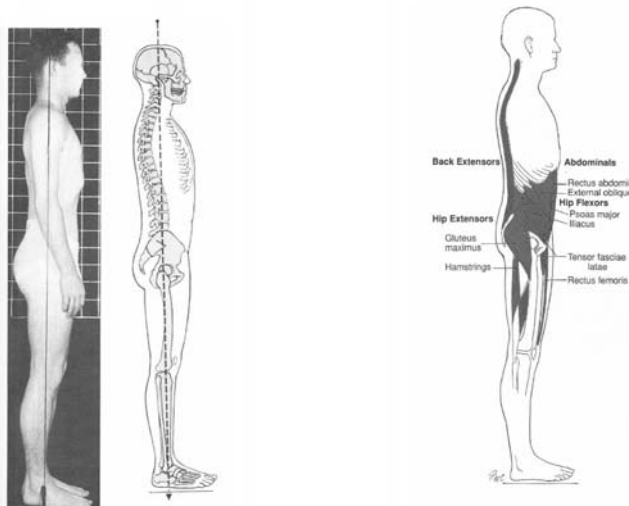 Back Extensors
Abdominals
Rectus abdomi
External oblique
Hip Flexors
Psoas major
Iliacus
Hip Extensors
Gluteus
maximus
Hamstrings
Tensor fasciae
latae
Rectus femoris